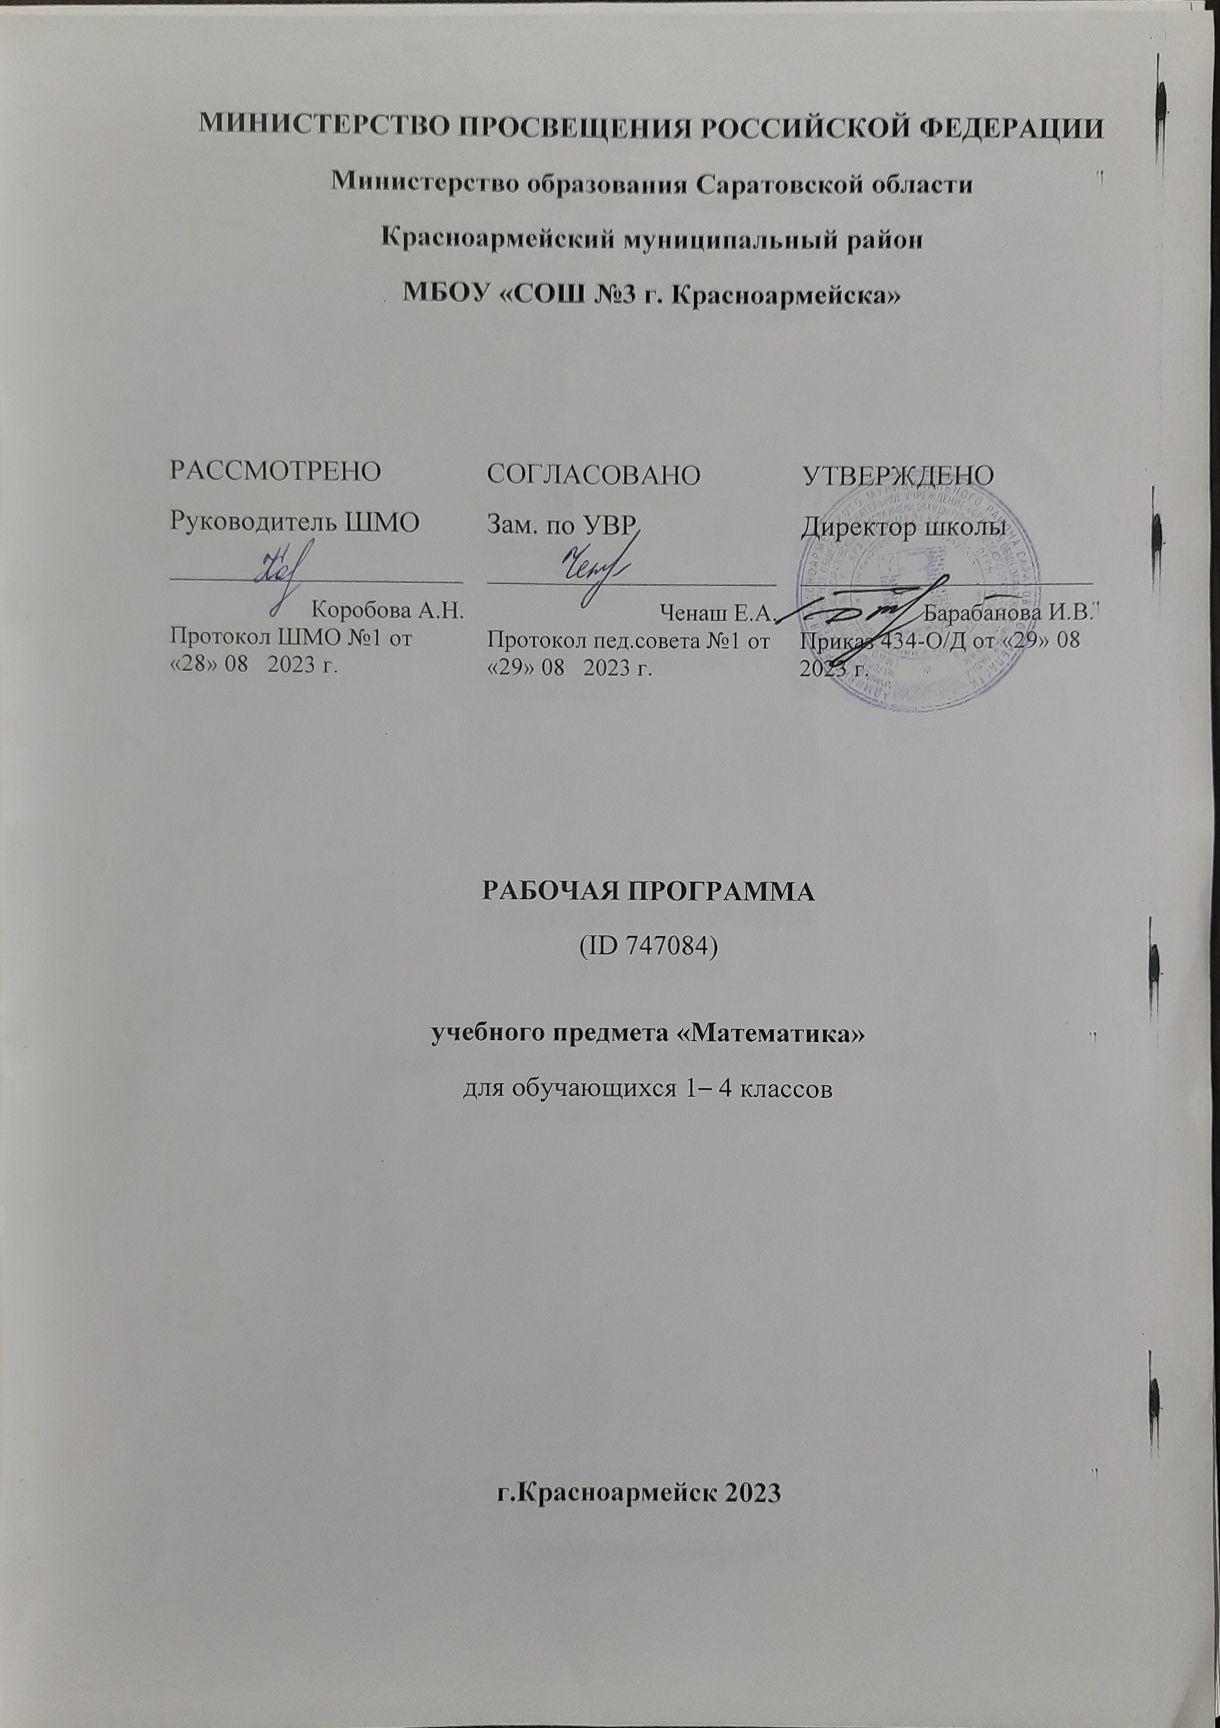 МИНИСТЕРСТВО ПРОСВЕЩЕНИЯ РОССИЙСКОЙ ФЕДЕРАЦИИ
Министерство образования Саратовской области
Красноармейский муниципальный район
МБОУ «СОШ №3 г. Красноармейска»
РАССМОТРЕНО
Руководитель ШМО
Коробова А.Н.
Протокол ШМО №1 от
«28» 08 2023 г.
СОГЛАСОВАНО
Зам. по УВР
Ченаш Е.А.
Протокол пед.совета №1 от
«29» 08 2023 г.
УТВЕРЖДЕНО
Директор школы
Барабанова И.В.
Приказ 434-О/Д от «29» 08
2023 г.
РАБОЧАЯ ПРОГРАММА
(ID 747084)
учебного предмета «Математика»
для обучающихся 1– 4 классов
г.Красноармейск 2023